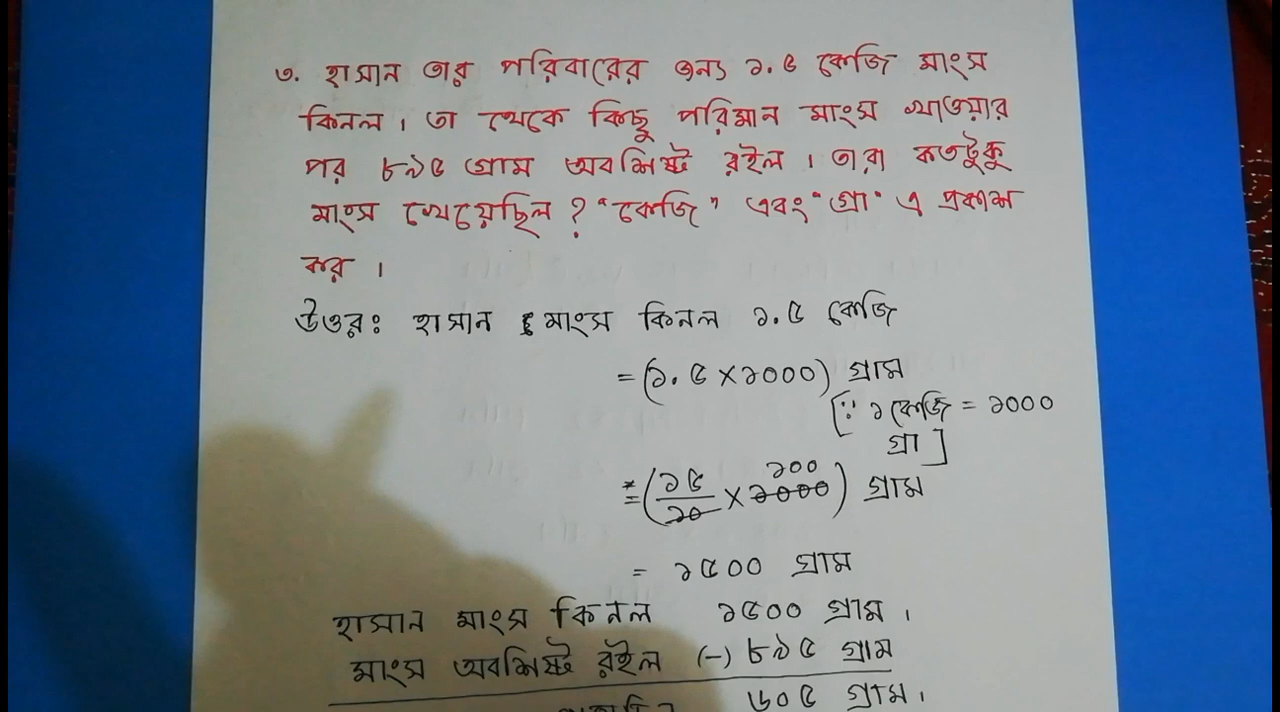 ৩. হাসান তার পরিবারের জন্য ১.৫ কেজি মাংস
কিনল। তা থেকে কিছু পরিমান মাংস খাওয়ার
পর ৮৯৫ গ্রাম অবশিষ্ট রইল। তারা কতটুকু
মাংস খেয়েছিল? "কেজি" এবং "গ্রা" এ প্রকাশ
কর।
উত্তরঃ হাসান মাংস কিনল ১.৫ কেজি
= (১.৫ × ১০০০) গ্রাম
[∵ ১ কেজি = ১০০০
গ্রা]
= (১৫/১০ × ১০০০ ১০০) গ্রাম
= ১৫০০ গ্রাম
হাসান মাংস কিনল ১৫০০ গ্রাম।
মাংস অবশিষ্ট রইল (-) ৮৯৫ গ্রাম
৬০৫ গ্রাম।